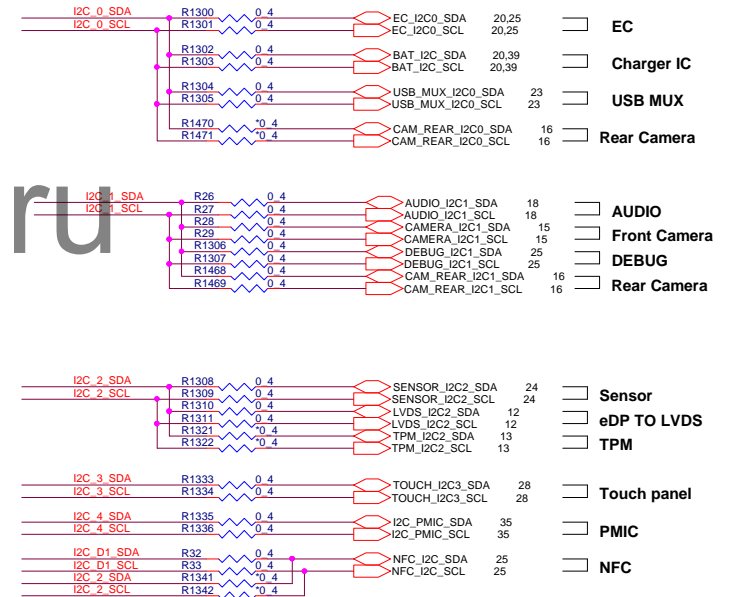 I2C_0_SDA R1300 0_4 EC_I2C0_SDA 20,25
I2C_0_SCL R1301 0_4 EC_I2C0_SCL 20,25 EC
R1302 0_4 BAT_I2C_SDA 20,39
R1303 0_4 BAT_I2C_SCL 20,39 Charger IC
R1304 0_4 USB_MUX_I2C0_SDA 23
R1305 0_4 USB_MUX_I2C0_SCL 23 USB MUX
R1470 *0_4 CAM_REAR_I2C0_SDA 16
R1471 *0_4 CAM_REAR_I2C0_SCL 16 Rear Camera
ru
I2C_1_SDA R26 0_4 AUDIO_I2C1_SDA 18
I2C_1_SCL R27 0_4 AUDIO_I2C1_SCL 18 AUDIO
R28 0_4 CAMERA_I2C1_SDA 15
R29 0_4 CAMERA_I2C1_SCL 15 Front Camera
R1306 0_4 DEBUG_I2C1_SDA 25
R1307 0_4 DEBUG_I2C1_SCL 25 DEBUG
R1468 0_4 CAM_REAR_I2C1_SDA 16
R1469 0_4 CAM_REAR_I2C1_SCL 16 Rear Camera
I2C_2_SDA R1308 0_4 SENSOR_I2C2_SDA 24
I2C_2_SCL R1309 0_4 SENSOR_I2C2_SCL 24 Sensor
R1310 0_4 LVDS_I2C2_SDA 12
R1311 0_4 LVDS_I2C2_SCL 12 eDP TO LVDS
R1321 *0_4 TPM_I2C2_SDA 13
R1322 *0_4 TPM_I2C2_SCL 13 TPM
I2C_3_SDA R1333 0_4 TOUCH_I2C3_SDA 28
I2C_3_SCL R1334 0_4 TOUCH_I2C3_SCL 28 Touch panel
I2C_4_SDA R1335 0_4 I2C_PMIC_SDA 35
I2C_4_SCL R1336 0_4 I2C_PMIC_SCL 35 PMIC
I2C_D1_SDA R32 0_4 NFC_I2C_SDA 25
I2C_D1_SCL R33 0_4 NFC_I2C_SCL 25 NFC
I2C_2_SDA R1341 *0_4
I2C_2_SCL R1342 *0_4